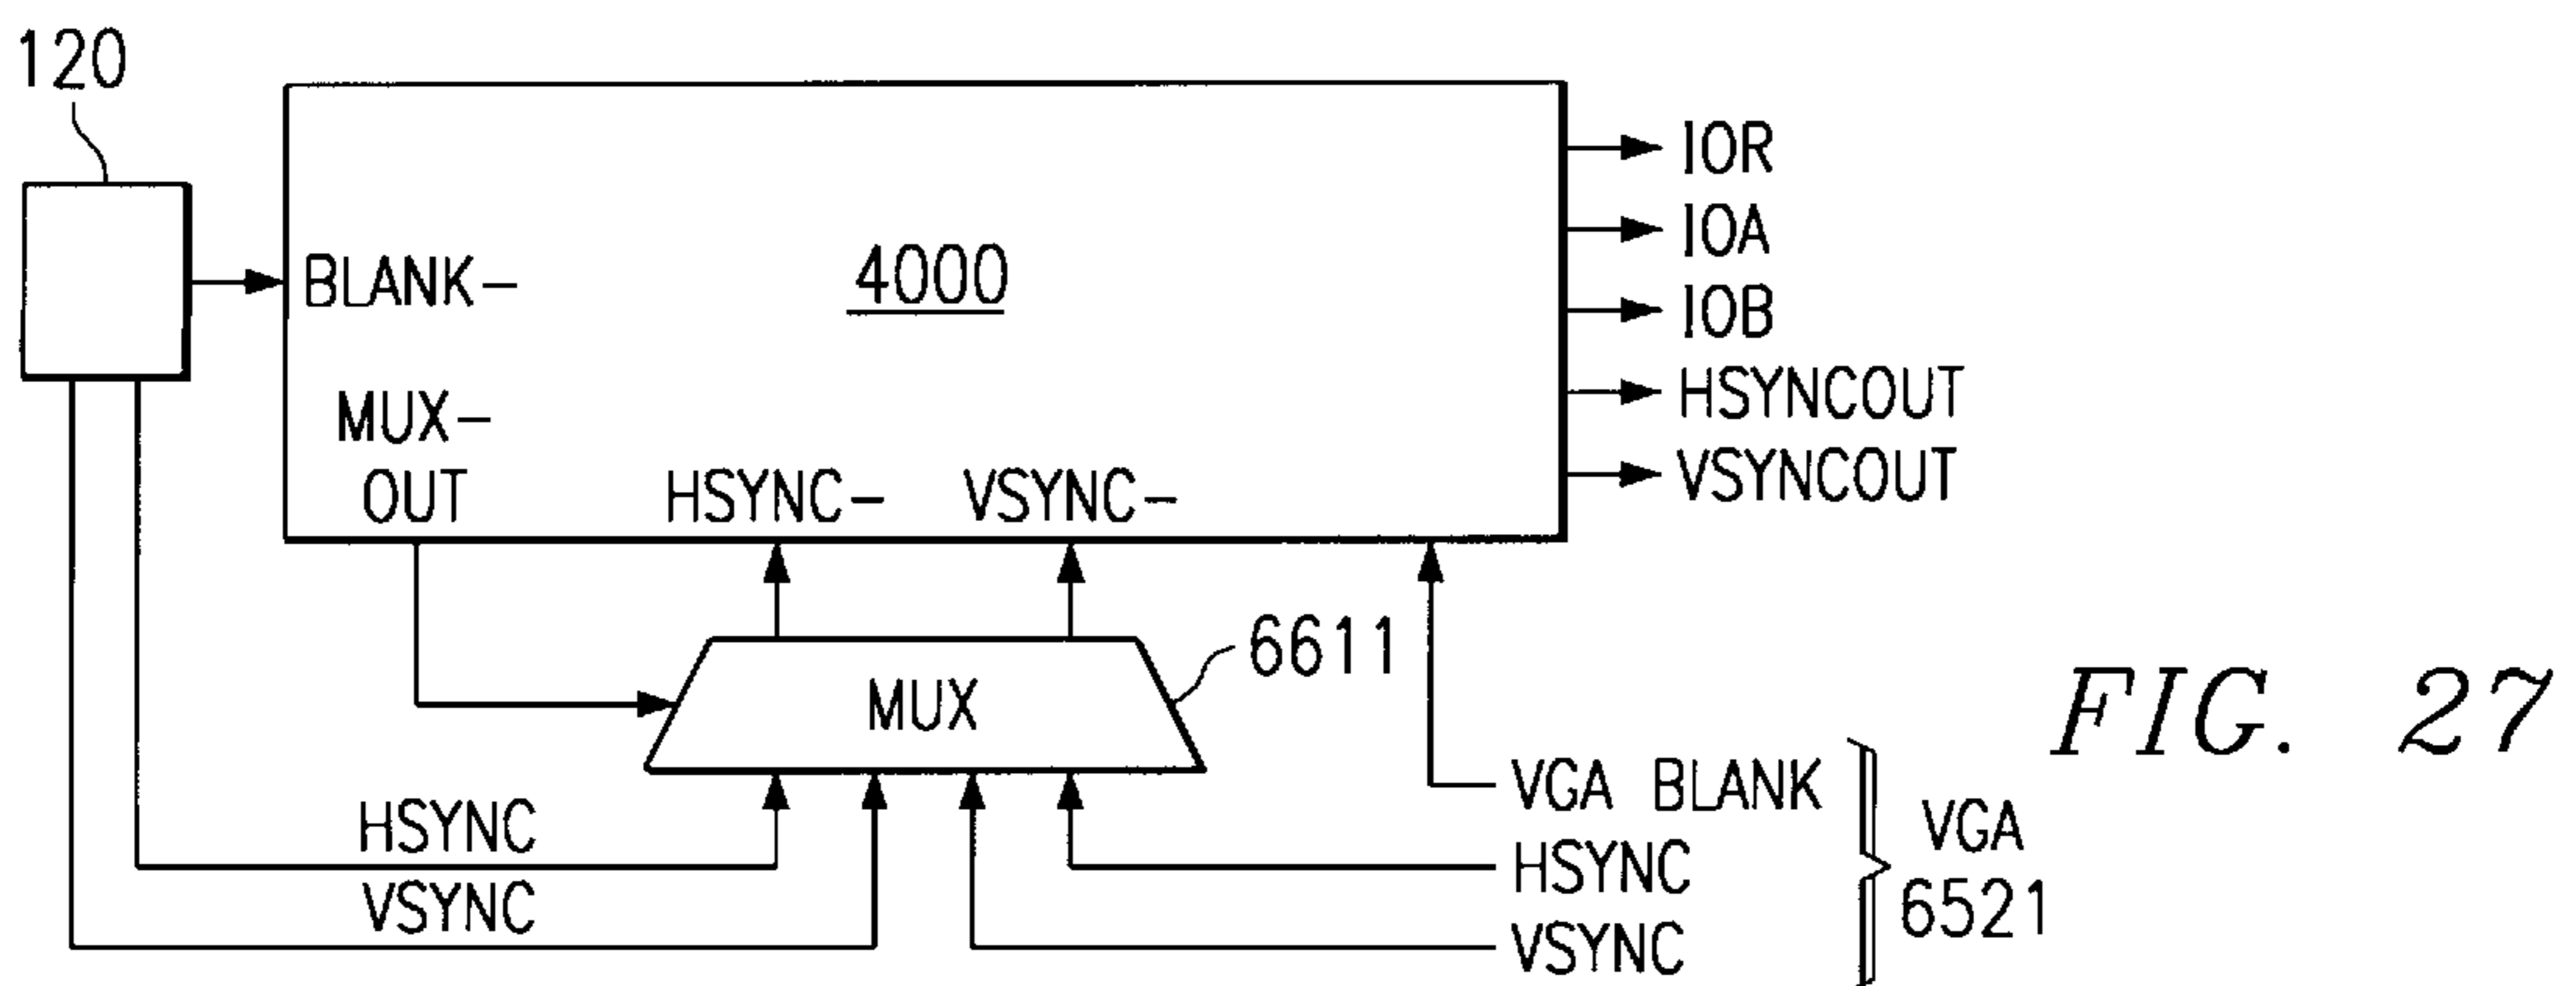 120
BLANK-
4000
MUX-
OUT
HSYNC-
VSYNC-
IOR
IOA
IOB
HSYNCOUT
VSYNCOUT
MUX
6611
HSYNC
VSYNC
VGA BLANK
HSYNC
VSYNC
VGA
6521
FIG. 27